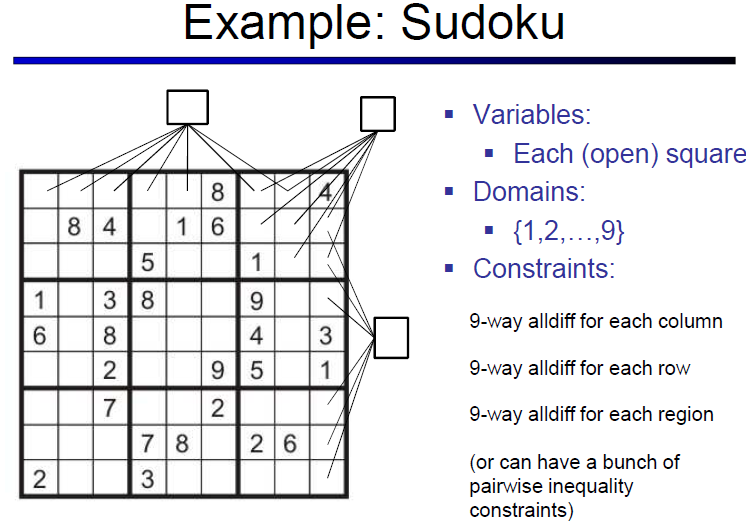 Example: Sudoku
8 4
8 4 1 6
5 1
1 3 8 9
6 8 4 3
2 9 5 1
7 2
7 8 2 6
2 3
▪ Variables:
▪ Each (open) square
▪ Domains:
▪ {1,2,…,9}
▪ Constraints:
9-way alldiff for each column
9-way alldiff for each row
9-way alldiff for each region
(or can have a bunch of
pairwise inequality
constraints)